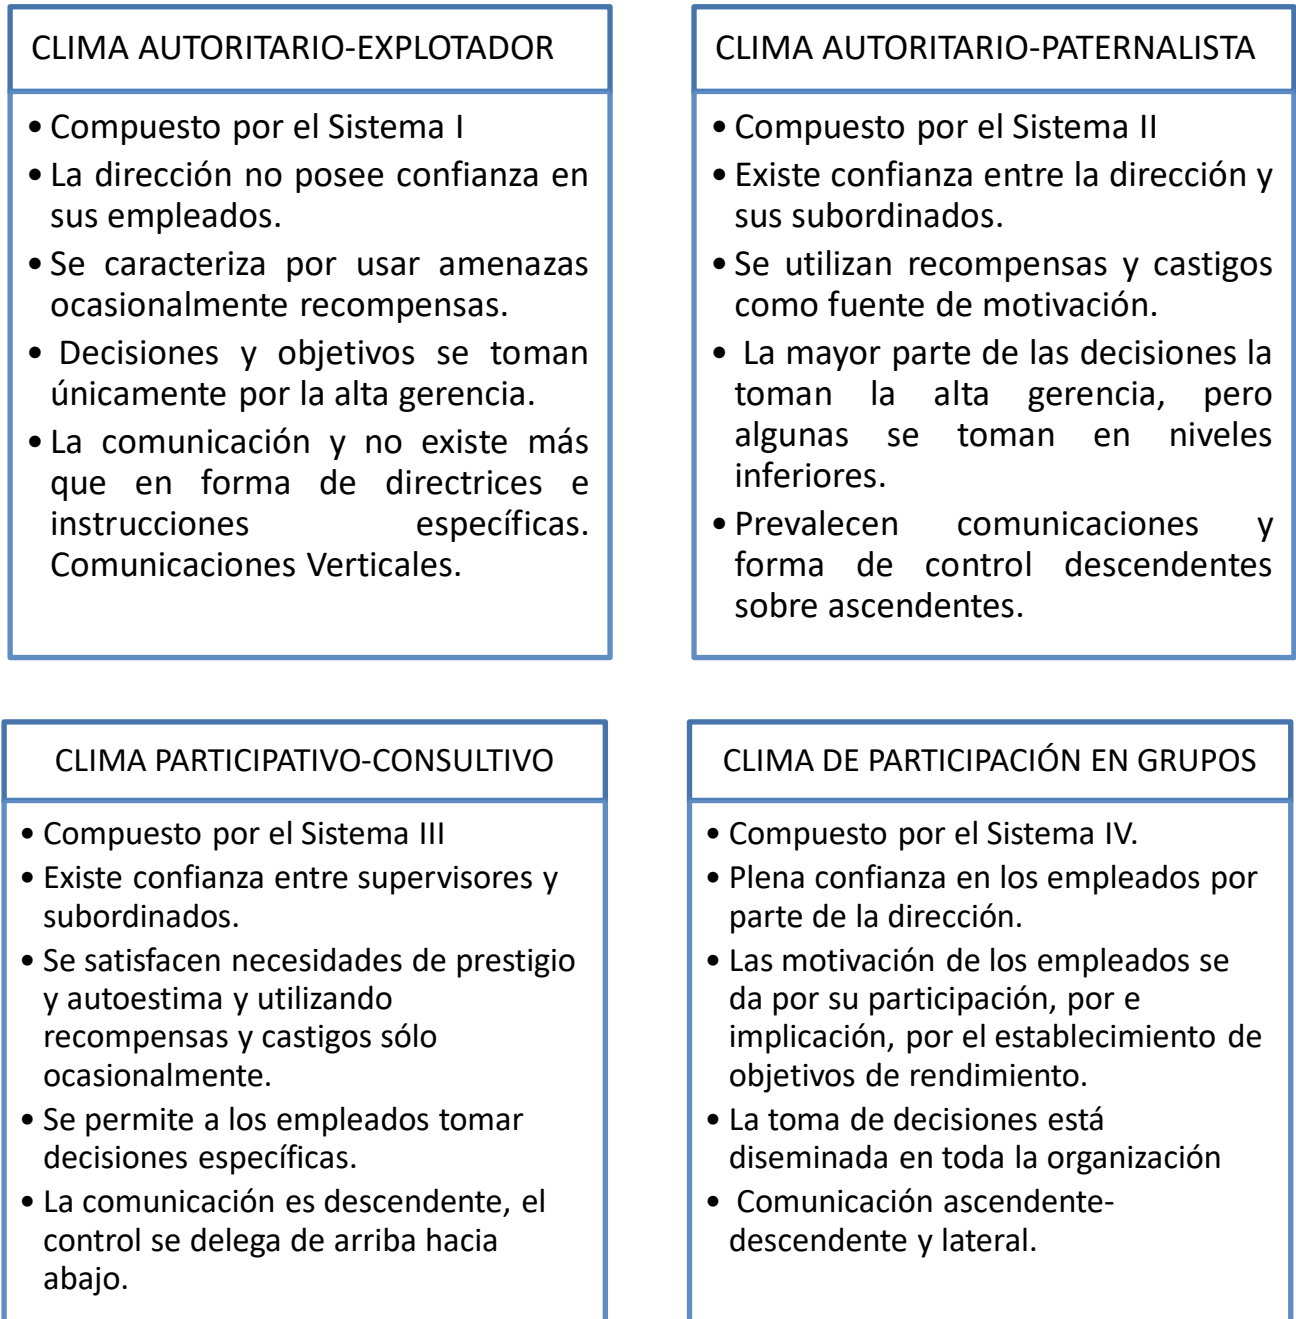 CLIMA AUTORITARIO-EXPLOTADOR
• Compuesto por el Sistema I
• La dirección no posee confianza en
sus empleados.
• Se caracteriza por usar amenazas
ocasionalmente recompensas.
• Decisiones y objetivos se toman
únicamente por la alta gerencia.
• La comunicación y no existe más
que en forma de directrices e
instrucciones específicas.
Comunicaciones Verticales.
CLIMA AUTORITARIO-PATERNALISTA
• Compuesto por el Sistema II
• Existe confianza entre la dirección y
sus subordinados.
• Se utilizan recompensas y castigos
como fuente de motivación.
• La mayor parte de las decisiones la
toman la alta gerencia, pero
algunas se toman en niveles
inferiores.
• Prevalecen comunicaciones y
forma de control descendentes
sobre ascendentes.
CLIMA PARTICIPATIVO-CONSULTIVO
• Compuesto por el Sistema III
• Existe confianza entre supervisores y
subordinados.
• Se satisfacen necesidades de prestigio
y autoestima y utilizando
recompensas y castigos sólo
ocasionalmente.
• Se permite a los empleados tomar
decisiones específicas.
• La comunicación es descendente, el
control se delega de arriba hacia
abajo.
CLIMA DE PARTICIPACIÓN EN GRUPOS
• Compuesto por el Sistema IV.
• Plena confianza en los empleados por
parte de la dirección.
• Las motivación de los empleados se
da por su participación, por e
implicación, por el establecimiento de
objetivos de rendimiento.
• La toma de decisiones está
diseminada en toda la organización
• Comunicación ascendente-
descendente y lateral.